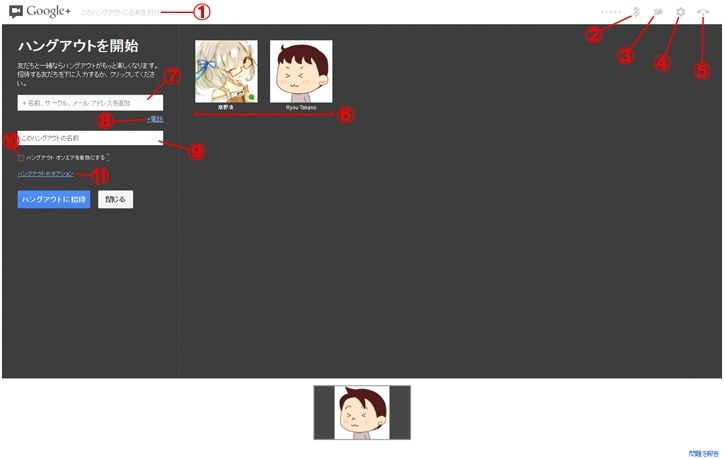 Google+
このハングアウトに名前を付け
①
②
③
④
⑤
ハングアウトを開始
友だちと一緒ならハングアウトがもっと楽しくなります。
招待する友だちを下に入力するか、クリックしてくださ
い。
⑦
+ 名前、サークル、メール アドレスを追加
⑧
+電話
このハングアウトの名前
⑨
⑩
ハングアウト オンエアを有効にする ?
ハングアウトのオプション
⑪
ハングアウトに招待
閉じる
Ryou Takano
⑥
問題を報告